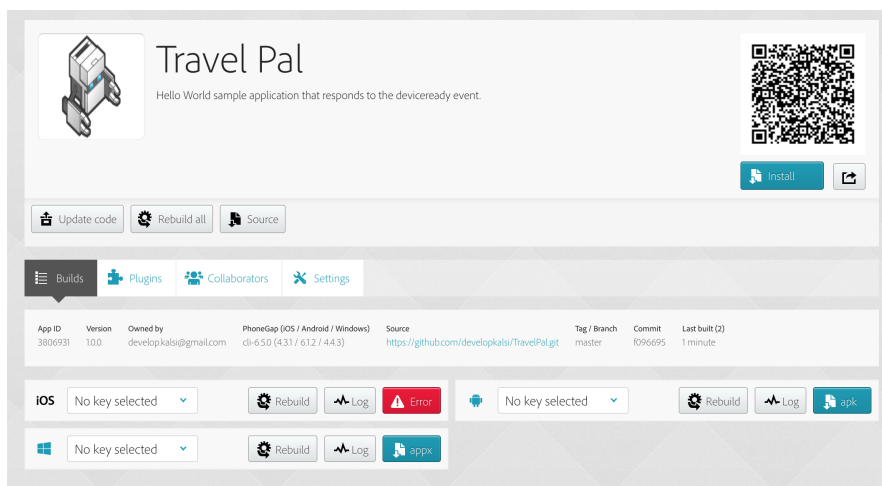 Travel Pal
Hello World sample application that responds to the deviceready event.
Install
Update code
Rebuild all
Source
Builds
Plugins
Collaborators
Settings
App ID Version Owned by PhoneGap (iOS / Android / Windows) Source Tag / Branch Commit Last built (2)
3806931 1.0.0 develop.kalsi@gmail.com cli-6.5.0 (4.3.1 / 6.1.2 / 4.4.3) https://github.com/developkalsi/TravelPal.git master f096695 1 minute
iOS No key selected Rebuild Log Error
No key selected Rebuild Log apk
No key selected Rebuild Log appx